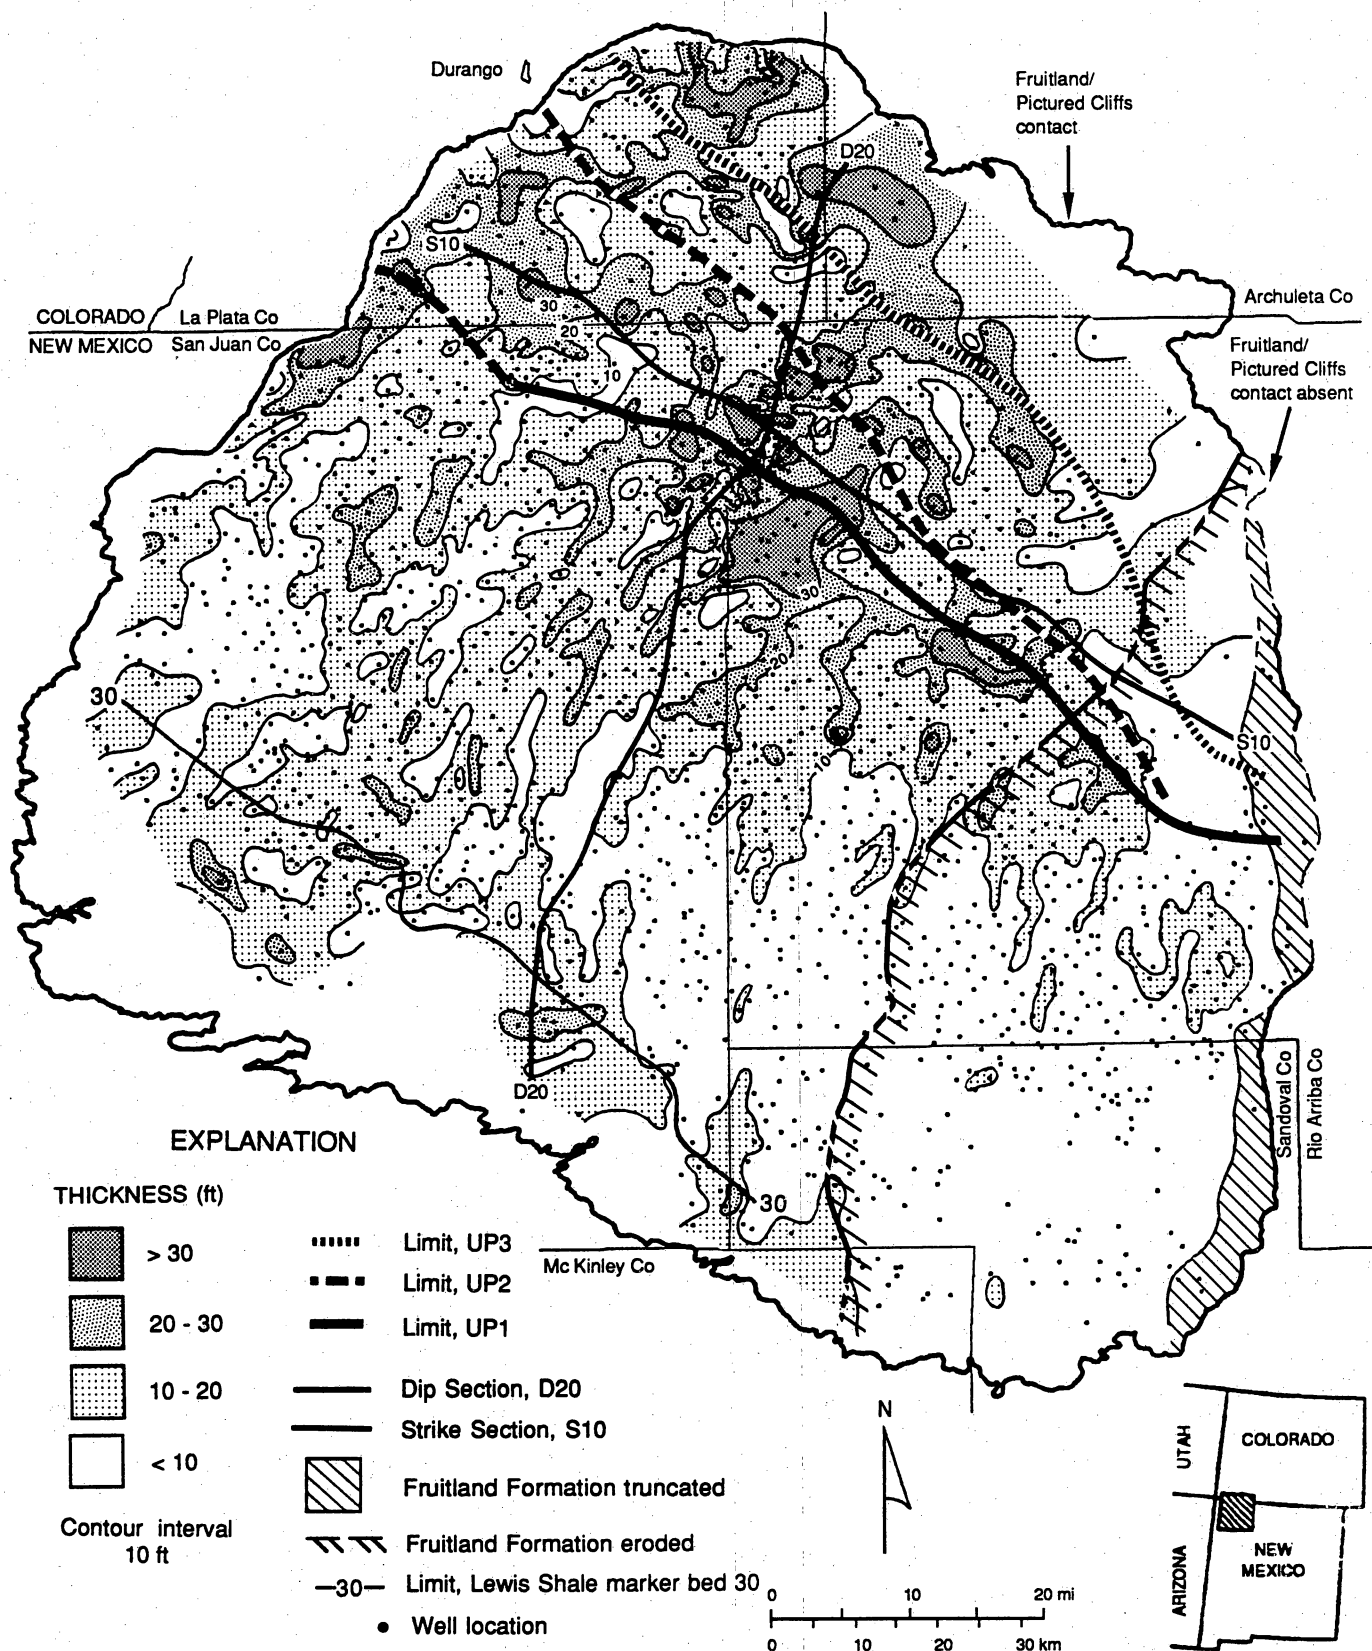 Durango
Fruitland/
Pictured Cliffs
contact
D20
S10
30
20
10
COLORADO
La Plata Co
Archuleta Co
NEW MEXICO
San Juan Co
Fruitland/
Pictured Cliffs
contact absent
30
20
10
30
S10
D20
30
Sandoval Co
Rio Arriba Co
Mc Kinley Co
EXPLANATION
THICKNESS (ft)
> 30
20 - 30
10 - 20
< 10
Contour interval
10 ft
Limit, UP3
Limit, UP2
Limit, UP1
Dip Section, D20
Strike Section, S10
Fruitland Formation truncated
Fruitland Formation eroded
—30— Limit, Lewis Shale marker bed 30
Well location
N
0 10 20 mi
0 10 20 30 km
UTAH
COLORADO
ARIZONA
NEW
MEXICO